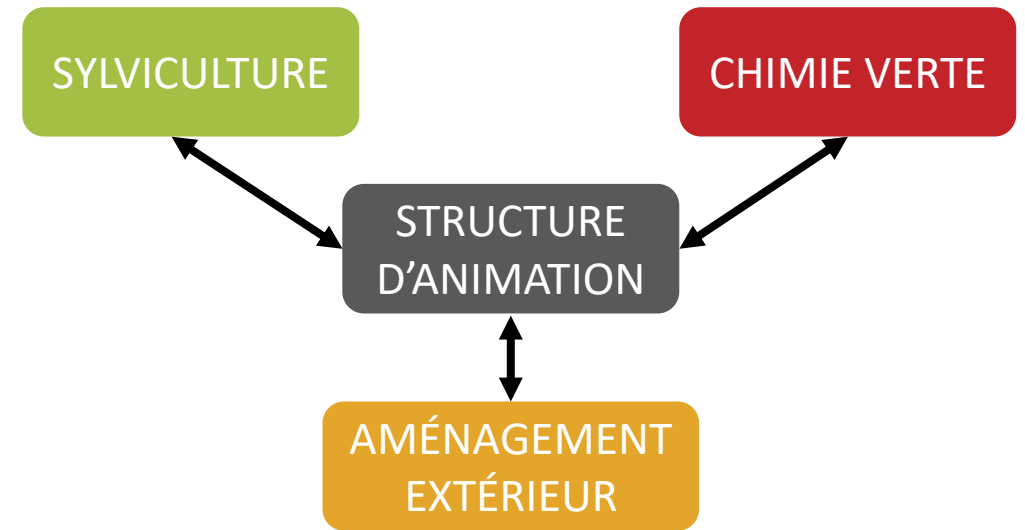 SYLVICULTURE
CHIMIE VERTE
STRUCTURE
D’ANIMATION
AMÉNAGEMENT
EXTÉRIEUR